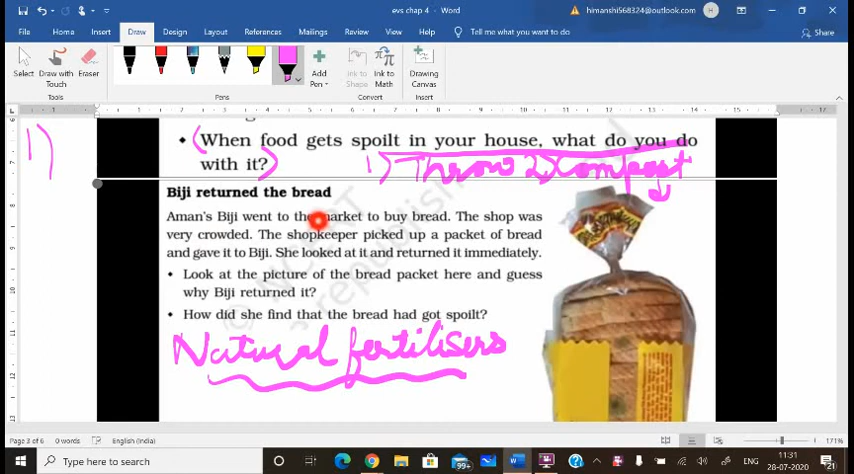 evs chap 4 - Word
himanshi568324@outlook.com
H
File Home Insert Draw Design Layout References Mailings Review View Help Tell me what you want to do
Share
Select
Draw with Touch
Eraser
Add Pen
Ink to Shape
Ink to Math
Drawing Canvas
Tools Pens Convert Insert
1)
• (When food gets spoilt in your house, what do you do
with it?) 1) Throw 2) Compost
Biji returned the bread
Aman's Biji went to the market to buy bread. The shop was
very crowded. The shopkeeper picked up a packet of bread
and gave it to Biji. She looked at it and returned it immediately.
• Look at the picture of the bread packet here and guess
why Biji returned it?
• How did she find that the bread had got spoilt?
Natural fertilisers
© NCERT
republish
Page 3 of 6 0 words English (India) 171%
Type here to search
99+
ENG
11:31
28-07-2020
21